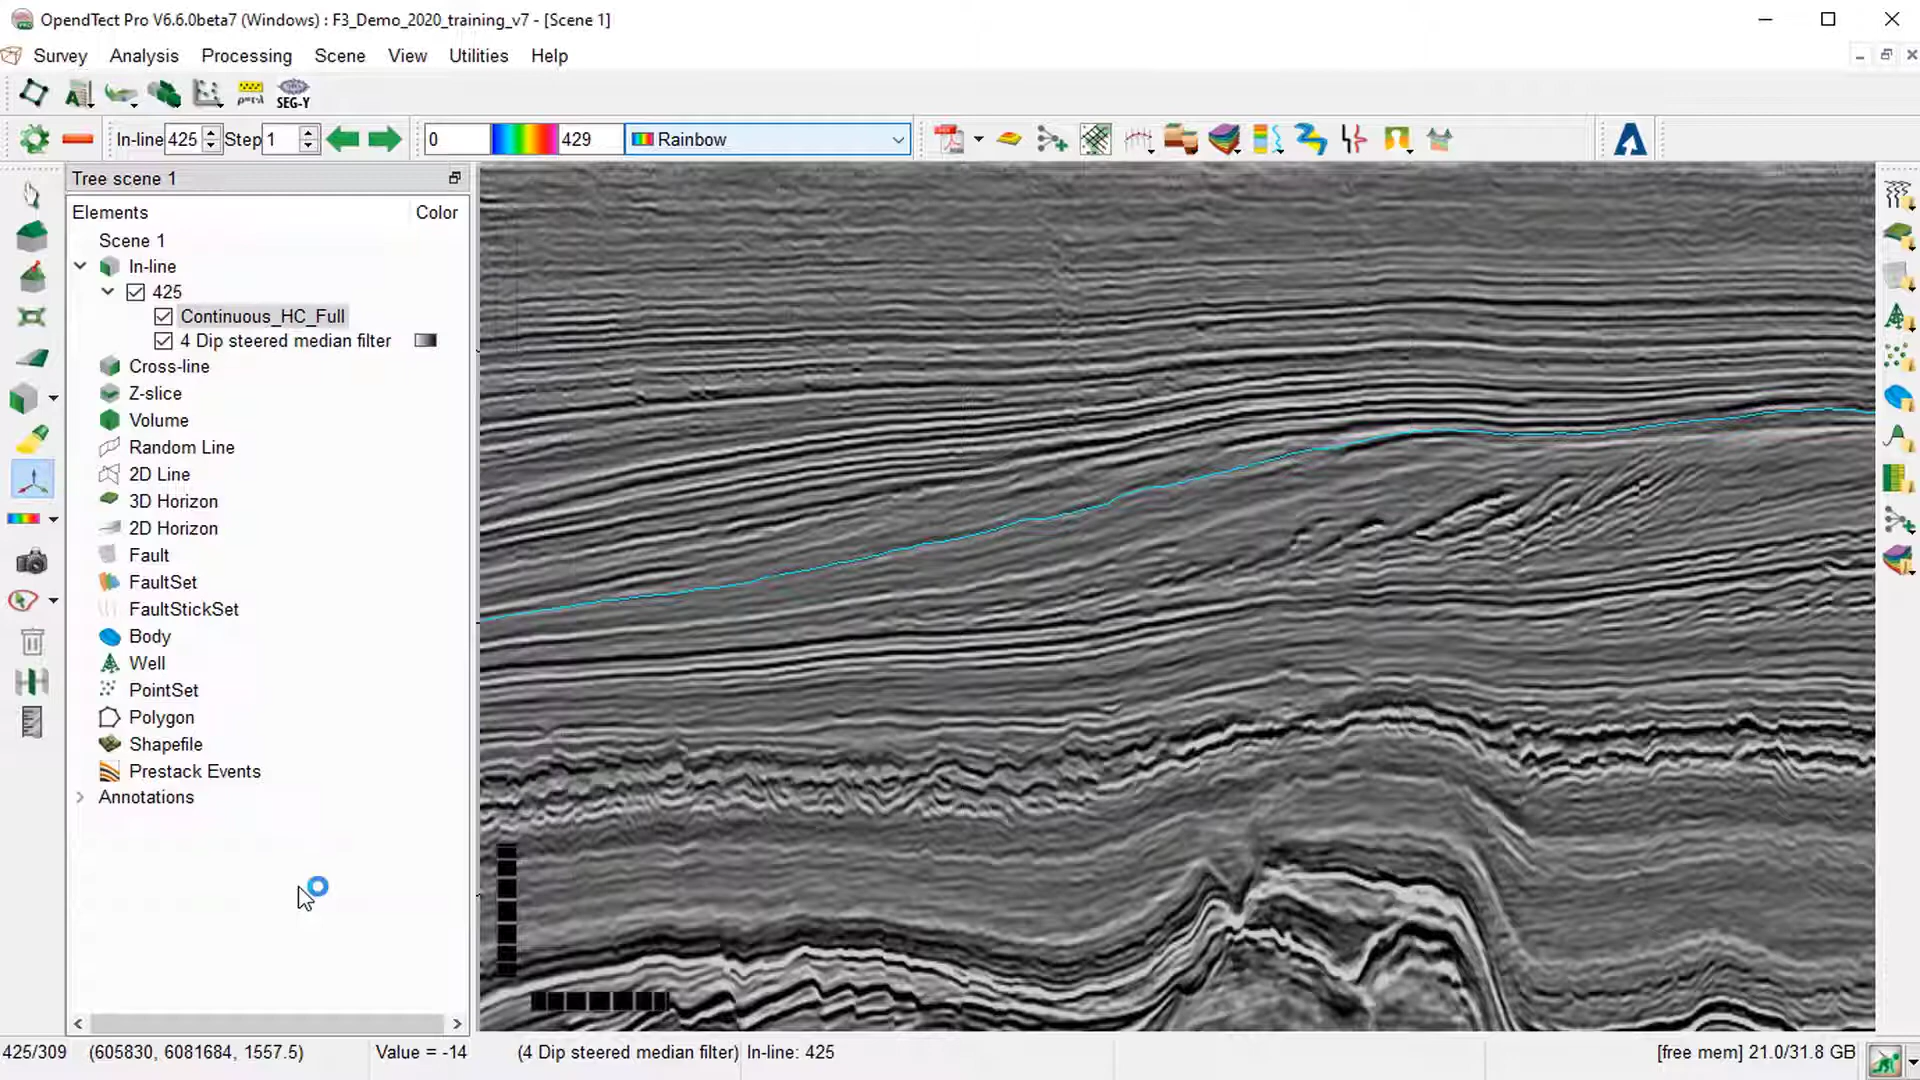 OpendTect Pro V6.6.0beta7 (Windows) : F3_Demo_2020_training_v7 - [Scene 1]
Survey Analysis Processing Scene View Utilities Help
ρ=σ.λ SEG-Y
In-line 425 Step 1 0 429 Rainbow
Tree scene 1
Elements Color
Scene 1
In-line
425
Continuous_HC_Full
4 Dip steered median filter
Cross-line
Z-slice
Volume
Random Line
2D Line
3D Horizon
2D Horizon
Fault
FaultSet
FaultStickSet
Body
Well
PointSet
Polygon
Shapefile
Prestack Events
Annotations
425/309 (605830, 6081684, 1557.5) Value = -14 (4 Dip steered median filter) In-line: 425 [free mem] 21.0/31.8 GB